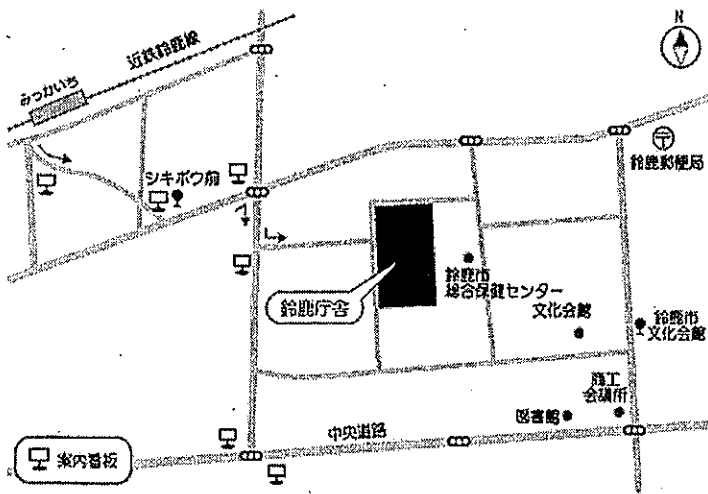 N
近鉄鈴鹿線
みっかいち
シキボウ前
鈴鹿郵便局
鈴鹿市
総合保健センター
鈴鹿庁舎
文化会館
鈴鹿市
文化会館
商工
会議所
図書館
中央道路
案内看板